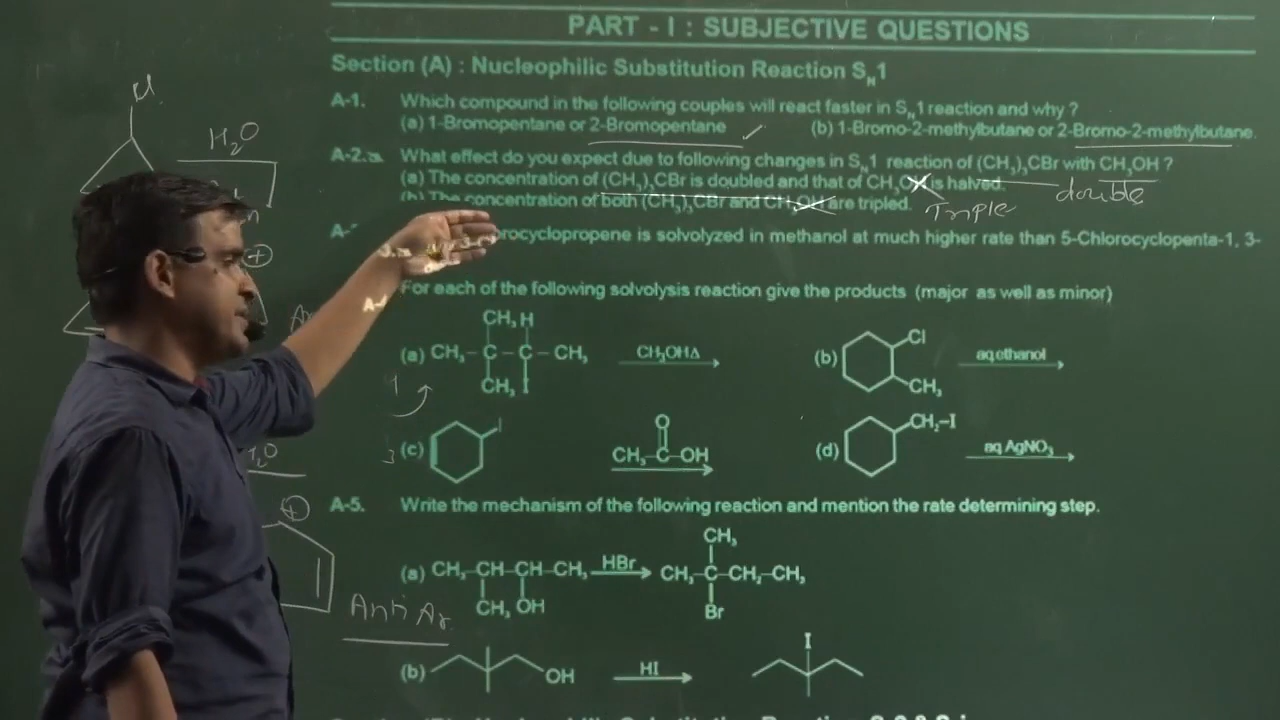 PART - I : SUBJECTIVE QUESTIONS
Section (A) : Nucleophilic Substitution Reaction SN1
A-1. Which compound in the following couples will react faster in SN1 reaction and why ?
(a) 1-Bromopentane or 2-Bromopentane (b) 1-Bromo-2-methylbutane or 2-Bromo-2-methylbutane.
A-2. What effect do you expect due to following changes in SN1 reaction of (CH3)3CBr with CH3OH ?
(a) The concentration of (CH3)3CBr is doubled and that of CH3OH is halved.
double
(b) The concentration of both (CH3)3CBr and CH3OH are tripled.
Triple
rocyclopropene is solvolyzed in methanol at much higher rate than 5-Chlorocyclopenta-1, 3-
For each of the following solvolysis reaction give the products (major as well as minor)
CH3 H
(a) CH3 – C – C – CH3 CH3OHΔ
CH3 I
(b) Cl
CH3
aq.ethanol
(c) I
O
CH3–C–OH
(d) CH2–I
aq AgNO3
A-5. Write the mechanism of the following reaction and mention the rate determining step.
(a) CH3–CH–CH–CH3 HBr CH3–C–CH2–CH3
CH3 OH
CH3
Br
(b) OH HI I
Cl
H2O
⊕
⊕
Anti Ar.